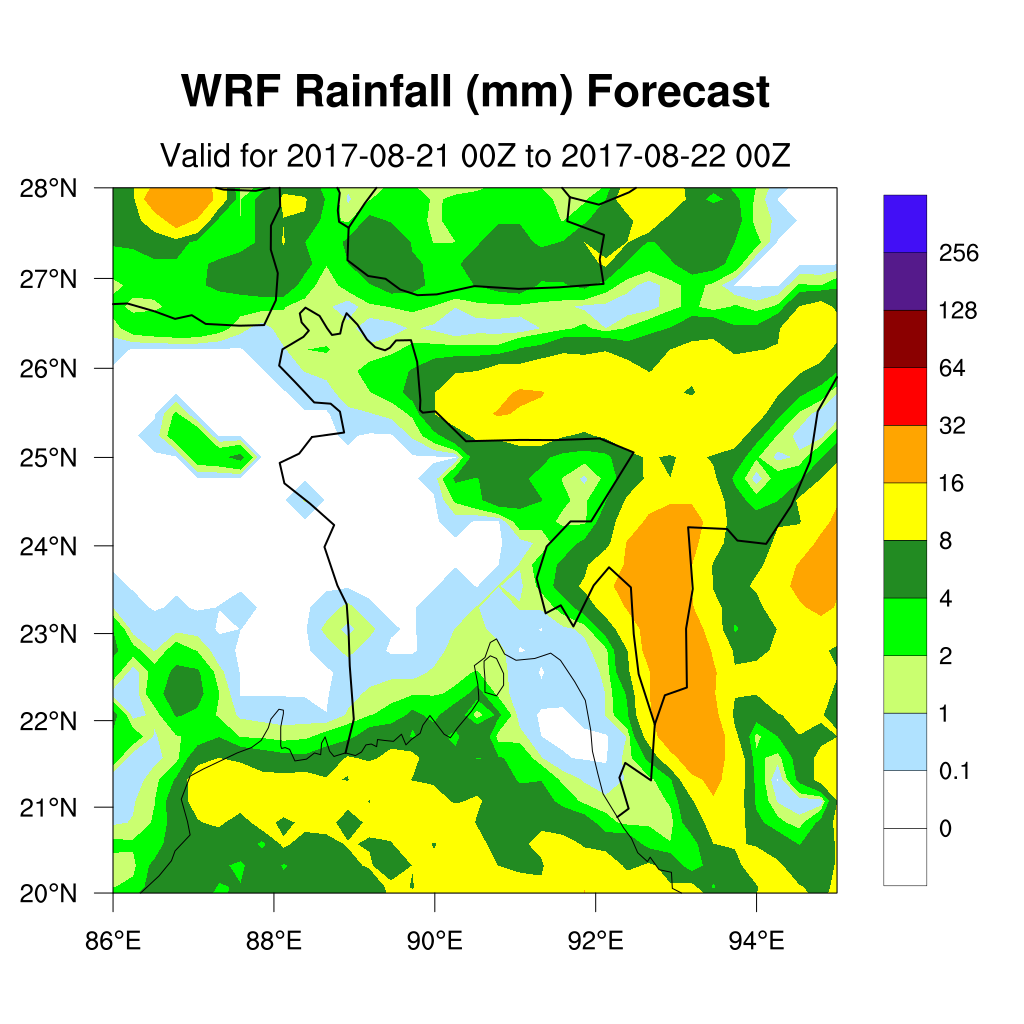 WRF Rainfall (mm) Forecast
Valid for 2017-08-21 00Z to 2017-08-22 00Z
28°N
27°N
26°N
25°N
24°N
23°N
22°N
21°N
20°N
86°E
88°E
90°E
92°E
94°E
256
128
64
32
16
8
4
2
1
0.1
0